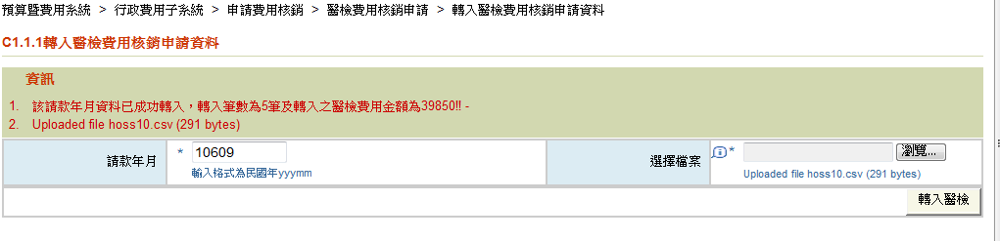 預算暨費用系統 > 行政費用子系統 > 申請費用核銷 > 醫檢費用核銷申請 > 轉入醫檢費用核銷申請資料
C1.1.1轉入醫檢費用核銷申請資料
資訊
1. 該請款年月資料已成功轉入，轉入筆數為5筆及轉入之醫檢費用金額為39850!! -
2. Uploaded file hoss10.csv (291 bytes)
請款年月 * 10609 選擇檔案 * 瀏覽...
輸入格式為民國年yyymm Uploaded file hoss10.csv (291 bytes)
轉入醫檢